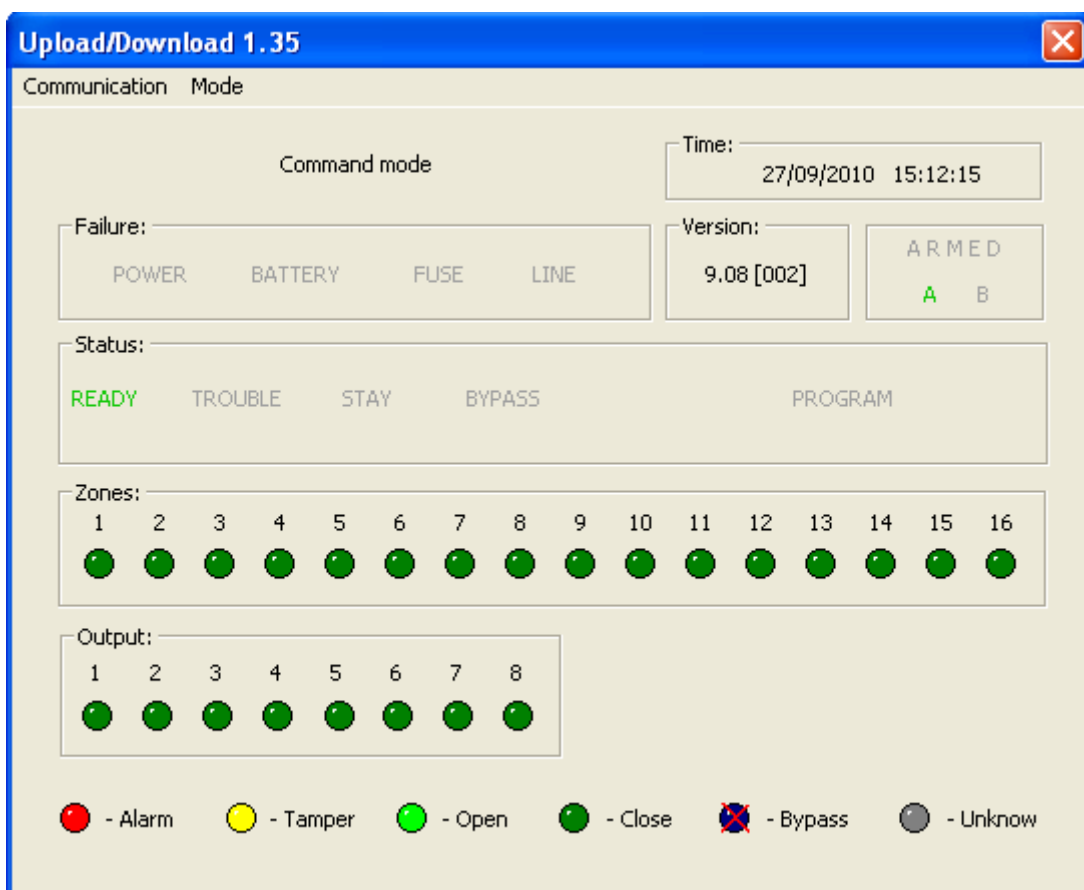 Upload/Download 1.35
Communication Mode
Command mode
Time:
27/09/2010 15:12:15
Failure:
POWER BATTERY FUSE LINE
Version:
9.08 [002]
A R M E D
A B
Status:
READY TROUBLE STAY BYPASS PROGRAM
Zones:
1 2 3 4 5 6 7 8 9 10 11 12 13 14 15 16
Output:
1 2 3 4 5 6 7 8
- Alarm - Tamper - Open - Close - Bypass - Unknow